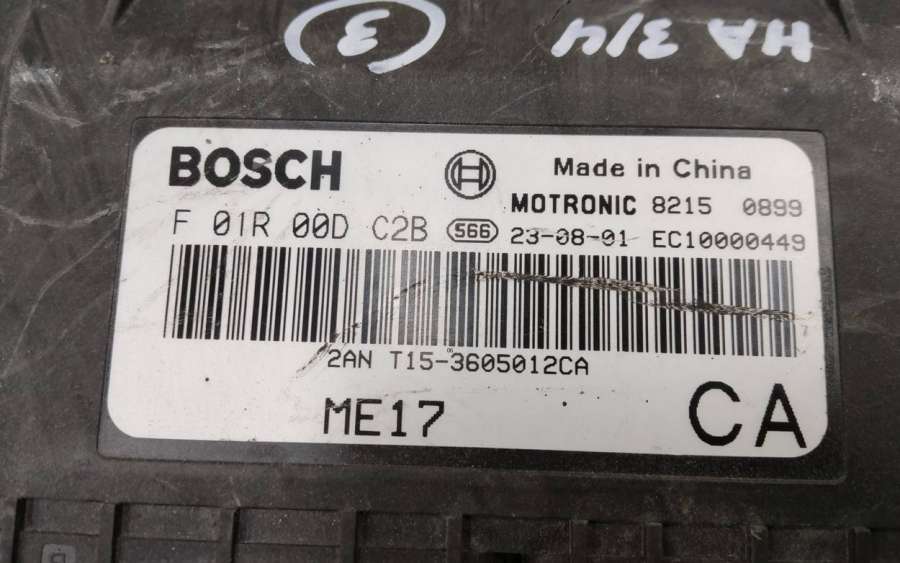 3
НА 3/4
BOSCH
Made in China
MOTRONIC 8215 0899
F 01R 00D C2B 566 23-08-01 EC10000449
2AN T15-3605012CA
ME17
CA